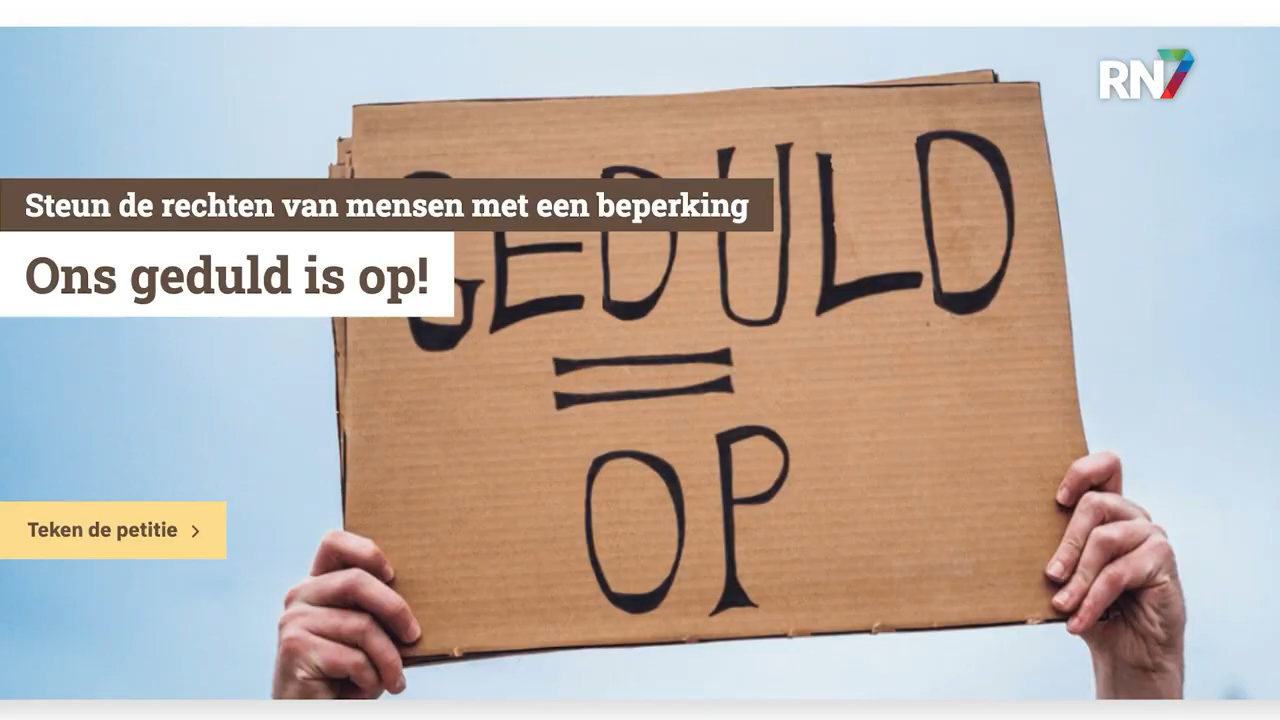 RN7
Steun de rechten van mensen met een beperking
Ons geduld is op!
GEDULD
=
OP
Teken de petitie >